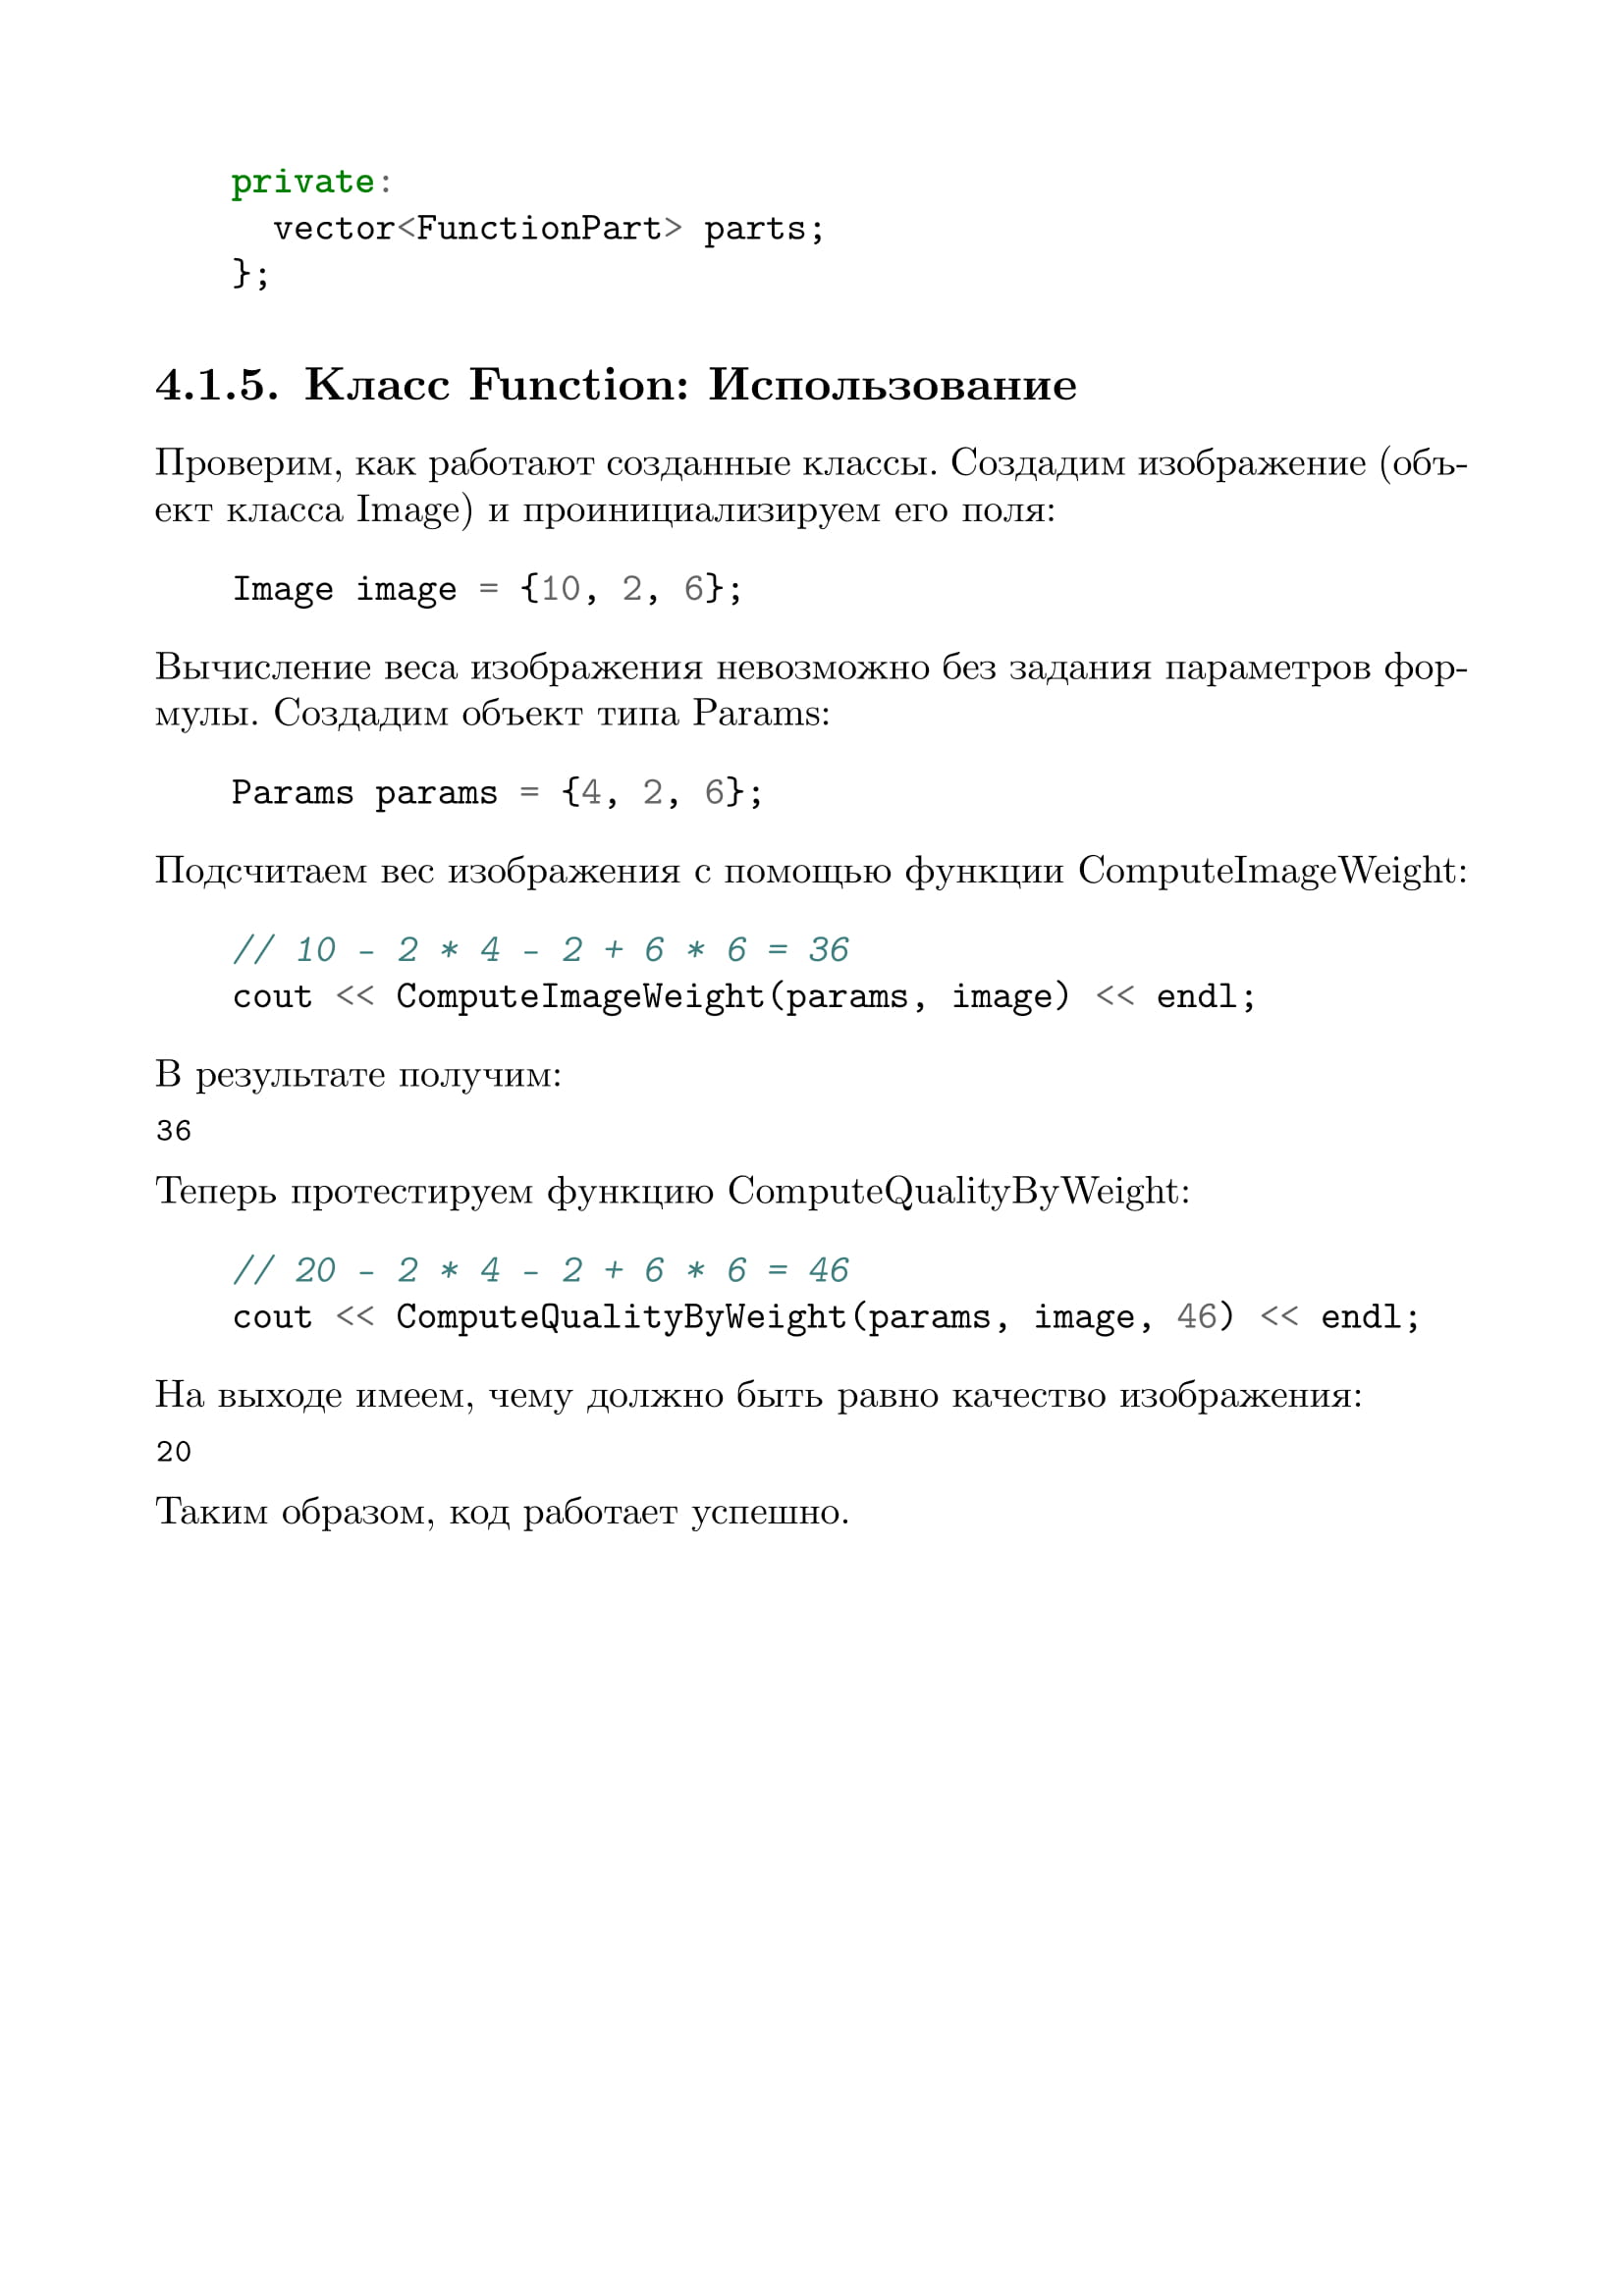 private:
  vector<FunctionPart> parts;
};
4.1.5. Класс Function: Использование
Проверим, как работают созданные классы. Создадим изображение (объ-
ект класса Image) и проинициализируем его поля:
Image image = {10, 2, 6};
Вычисление веса изображения невозможно без задания параметров фор-
мулы. Создадим объект типа Params:
Params params = {4, 2, 6};
Подсчитаем вес изображения с помощью функции ComputeImageWeight:
// 10 - 2 * 4 - 2 + 6 * 6 = 36
cout << ComputeImageWeight(params, image) << endl;
В результате получим:
36
Теперь протестируем функцию ComputeQualityByWeight:
// 20 - 2 * 4 - 2 + 6 * 6 = 46
cout << ComputeQualityByWeight(params, image, 46) << endl;
На выходе имеем, чему должно быть равно качество изображения:
20
Таким образом, код работает успешно.